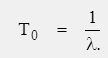 T₀ = 1/λ.